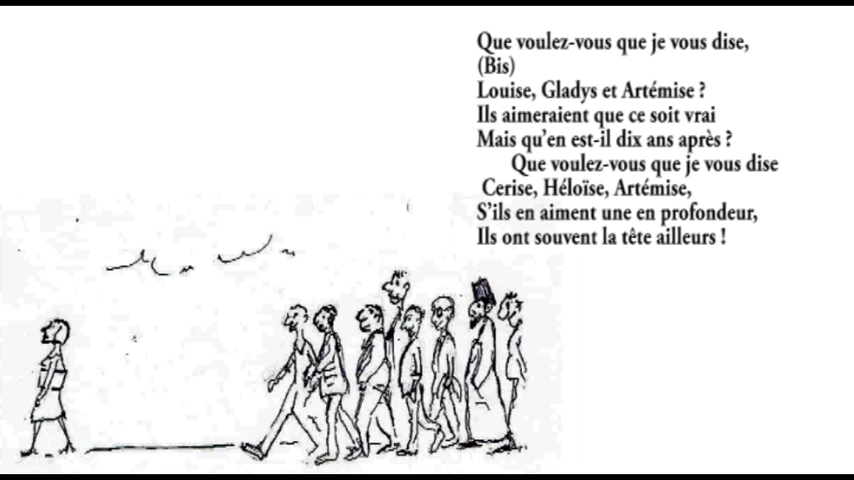 Que voulez-vous que je vous dise,
(Bis)
Louise, Gladys et Artémise ?
Ils aimeraient que ce soit vrai
Mais qu'en est-il dix ans après ?
Que voulez-vous que je vous dise
Cerise, Héloïse, Artémise,
S'ils en aiment une en profondeur,
Ils ont souvent la tête ailleurs !